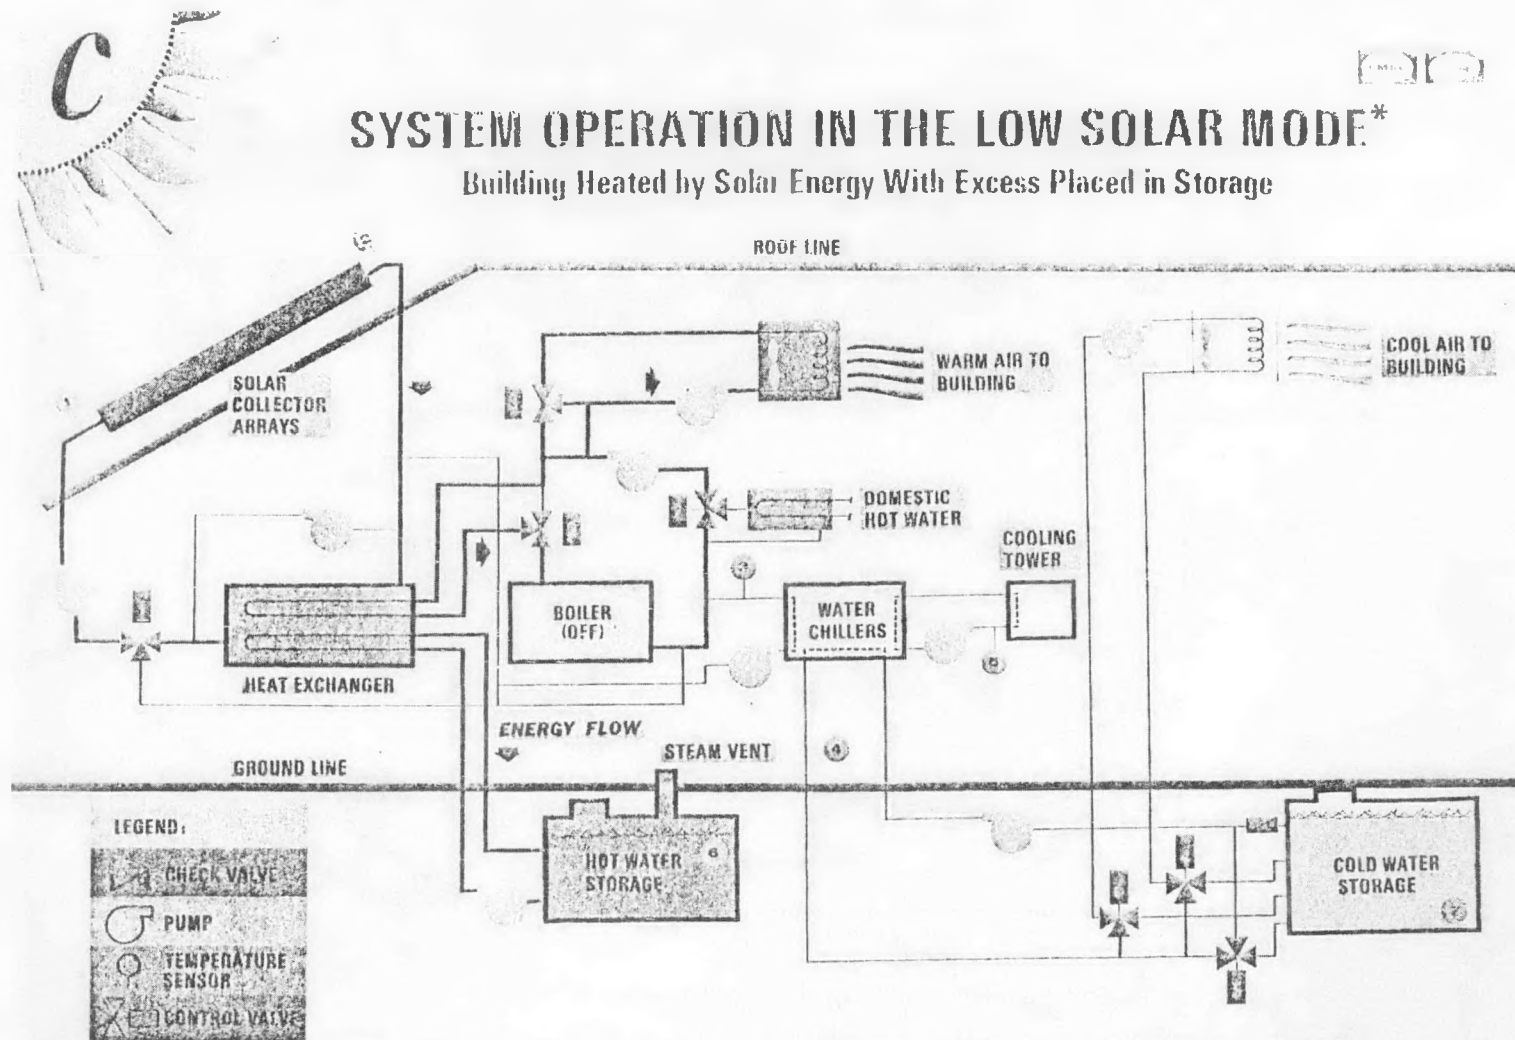 C
SYSTEM OPERATION IN THE LOW SOLAR MODE*
Building Heated by Solar Energy With Excess Placed in Storage
ROOF LINE
SOLAR
COLLECTOR
ARRAYS
WARM AIR TO
BUILDING
COOL AIR TO
BUILDING
DOMESTIC
HOT WATER
COOLING
TOWER
BOILER
(OFF)
WATER
CHILLERS
HEAT EXCHANGER
ENERGY FLOW
STEAM VENT
4
GROUND LINE
HOT WATER
STORAGE
6
COLD WATER
STORAGE
7
LEGEND:
CHECK VALVE
PUMP
TEMPERATURE
SENSOR
CONTROL VALVE